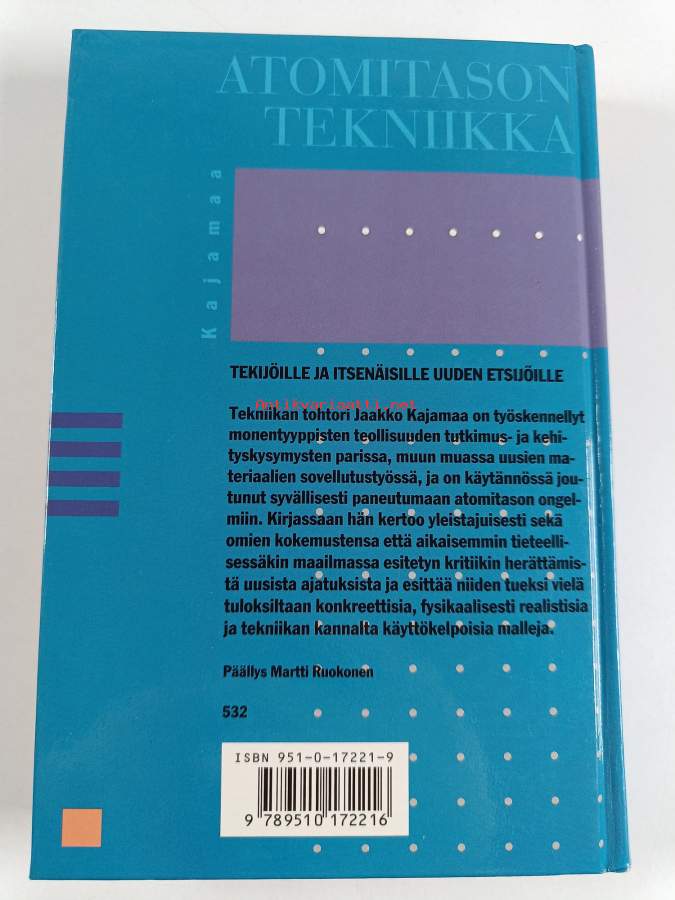 ATOMITASON
TEKNIIKKA
Kajamaa
TEKIJÖILLE JA ITSENÄISILLE UUDEN ETSIJÖILLE
Antikvariaatti.net
Tekniikan tohtori Jaakko Kajamaa on työskennellyt
monentyyppisten teollisuuden tutkimus- ja kehi-
tyskysymysten parissa, muun muassa uusien ma-
teriaalien sovellutustyössä, ja on käytännössä jou-
tunut syvällisesti paneutumaan atomitason ongel-
miin. Kirjassaan hän kertoo yleistajuisesti sekä
omien kokemustensa että aikaisemmin tieteelli-
sessäkin maailmassa esitetyn kritiikin herättämis-
tä uusista ajatuksista ja esittää niiden tueksi vielä
tuloksiltaan konkreettisia, fysikaalisesti realistisia
ja tekniikan kannalta käyttökelpoisia malleja.
Päällys Martti Ruokonen
532
ISBN 951-0-17221-9
9 789510 172216